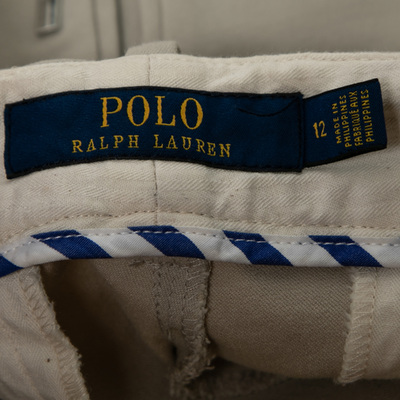 POLO
RALPH LAUREN
12
MADE IN
PHILIPPINES
FABRIQUÉ AUX
PHILIPPINES